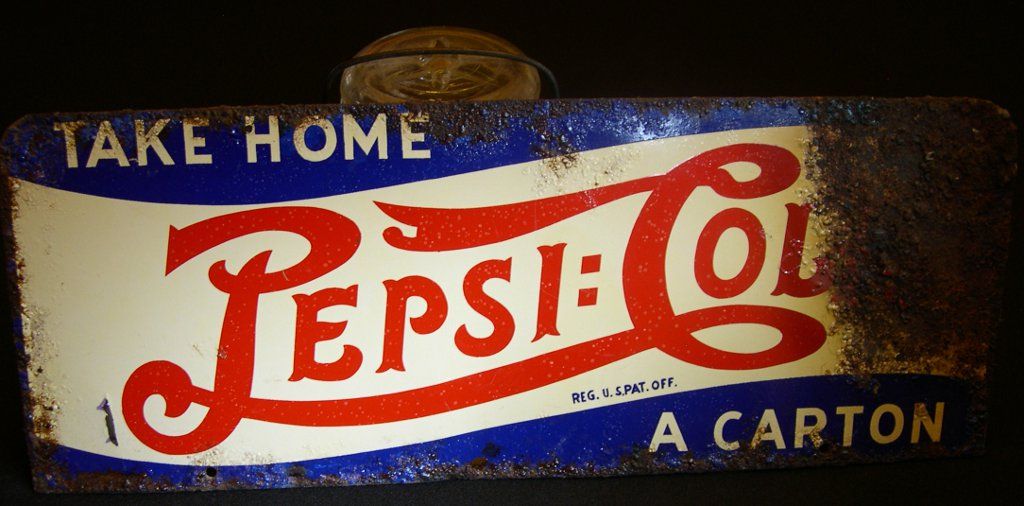 TAKE HOME
PEPSI:COL
REG. U.S. PAT. OFF.
A CARTON